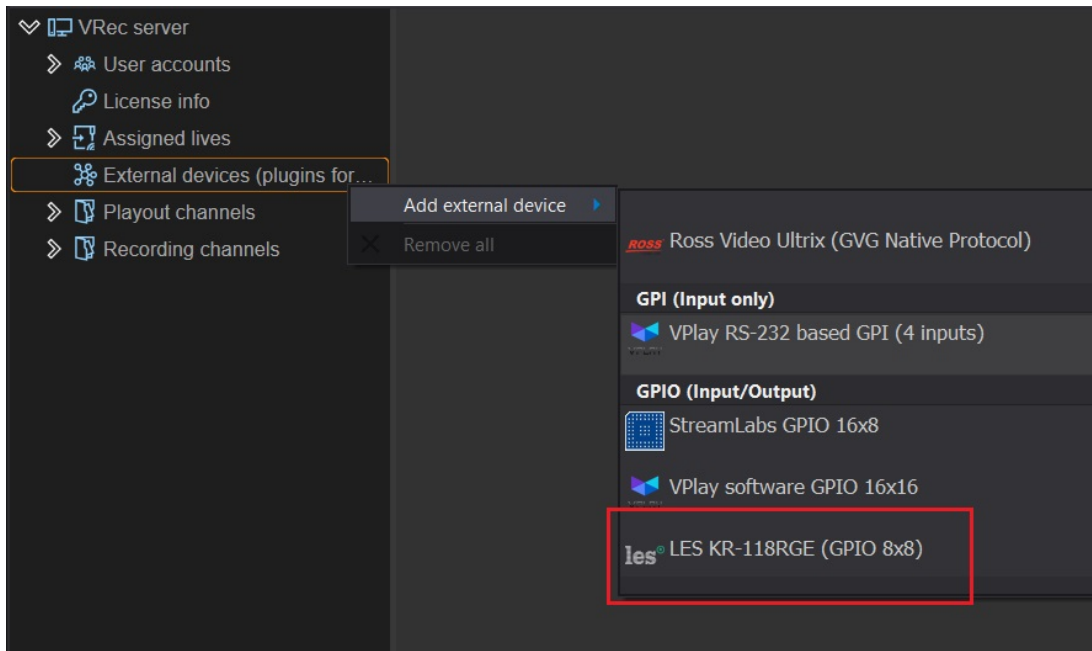 VRec server
User accounts
License info
Assigned lives
External devices (plugins for...
Add external device
Playout channels
Remove all
Recording channels
ROSS Ross Video Ultrix (GVG Native Protocol)
GPI (Input only)
VPlay RS-232 based GPI (4 inputs)
VPLAY
GPIO (Input/Output)
StreamLabs GPIO 16x8
VPlay software GPIO 16x16
les® LES KR-118RGE (GPIO 8x8)